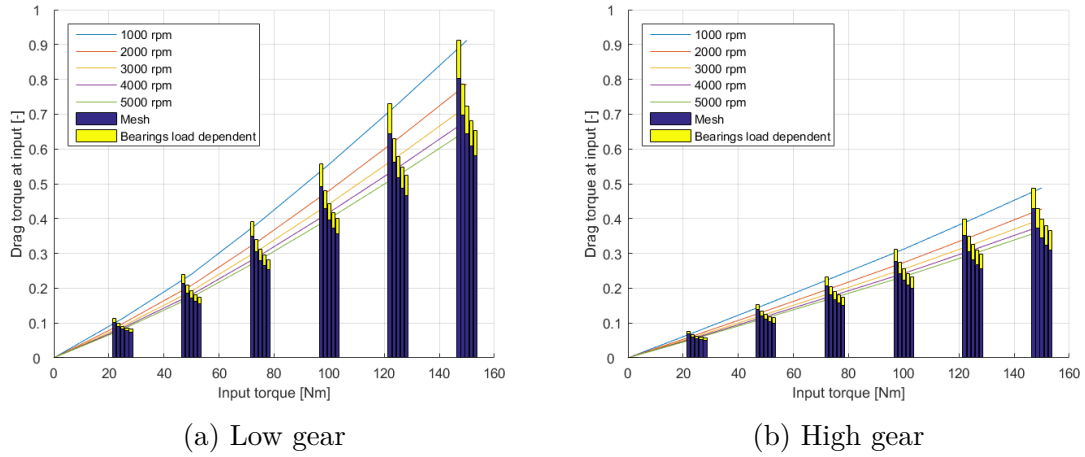 1
0.9
0.8
0.7
0.6
0.5
0.4
0.3
0.2
0.1
0
Drag torque at input [-]
1000 rpm
2000 rpm
3000 rpm
4000 rpm
5000 rpm
Mesh
Bearings load dependent
0 20 40 60 80 100 120 140 160
Input torque [Nm]
(a) Low gear
1
0.9
0.8
0.7
0.6
0.5
0.4
0.3
0.2
0.1
0
Drag torque at input [-]
1000 rpm
2000 rpm
3000 rpm
4000 rpm
5000 rpm
Mesh
Bearings load dependent
0 20 40 60 80 100 120 140 160
Input torque [Nm]
(b) High gear